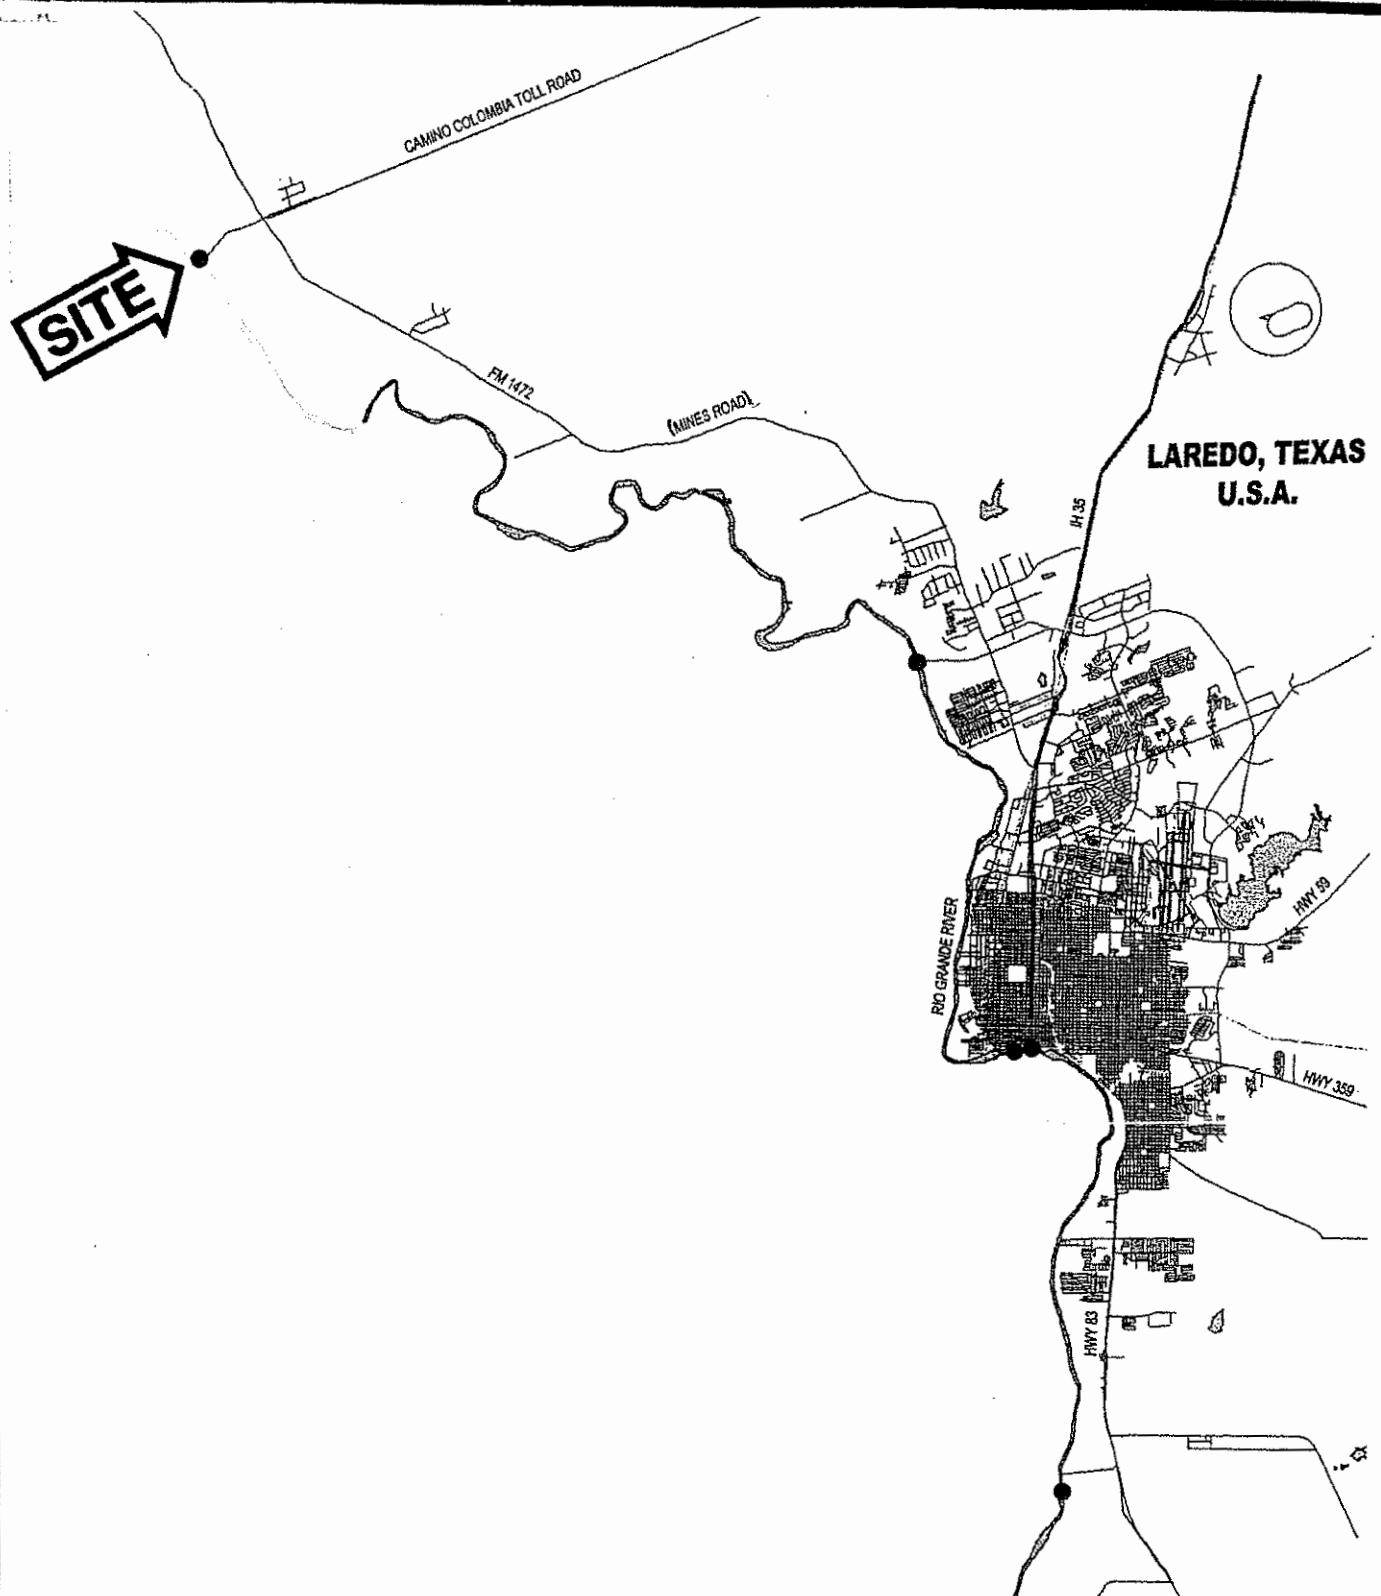 CAMINO COLOMBIA TOLL ROAD
SITE
FM 1472
(MINES ROAD)
LAREDO, TEXAS
U.S.A.
IH 35
HWY 59
RIO GRANDE RIVER
HWY 359
HWY 83